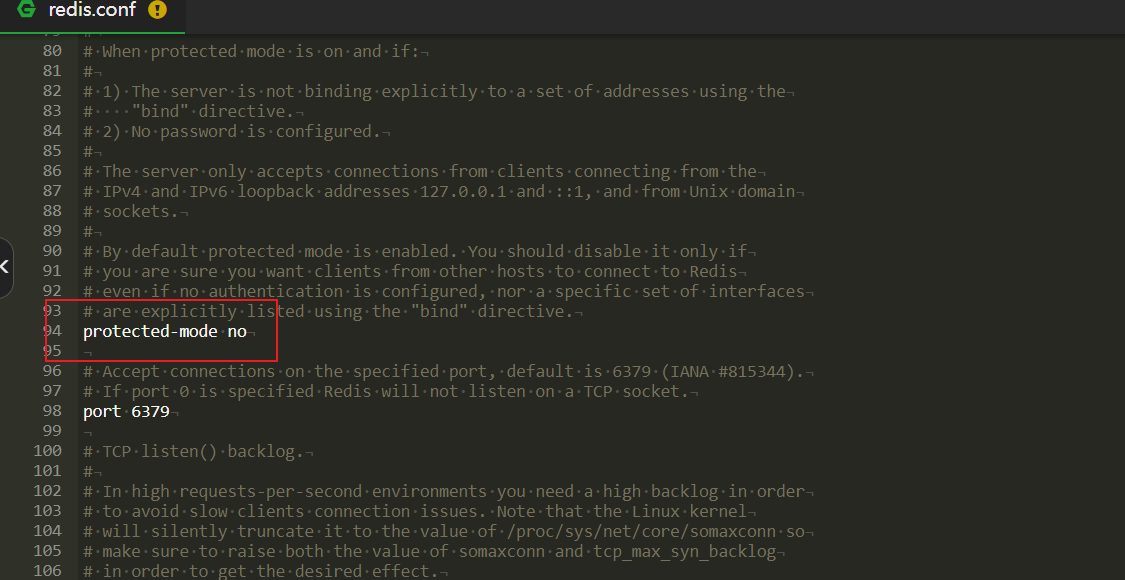 redis.conf
79 #
80 # When protected mode is on and if:
81 #
82 # 1) The server is not binding explicitly to a set of addresses using the
83 #    "bind" directive.
84 # 2) No password is configured.
85 #
86 # The server only accepts connections from clients connecting from the
87 # IPv4 and IPv6 loopback addresses 127.0.0.1 and ::1, and from Unix domain
88 # sockets.
89 #
90 # By default protected mode is enabled. You should disable it only if
91 # you are sure you want clients from other hosts to connect to Redis
92 # even if no authentication is configured, nor a specific set of interfaces
93 # are explicitly listed using the "bind" directive.
94 protected-mode no
95
96 # Accept connections on the specified port, default is 6379 (IANA #815344).
97 # If port 0 is specified Redis will not listen on a TCP socket.
98 port 6379
99
100 # TCP listen() backlog.
101 #
102 # In high requests-per-second environments you need a high backlog in order
103 # to avoid slow clients connection issues. Note that the Linux kernel
104 # will silently truncate it to the value of /proc/sys/net/core/somaxconn so
105 # make sure to raise both the value of somaxconn and tcp_max_syn_backlog
106 # in order to get the desired effect.